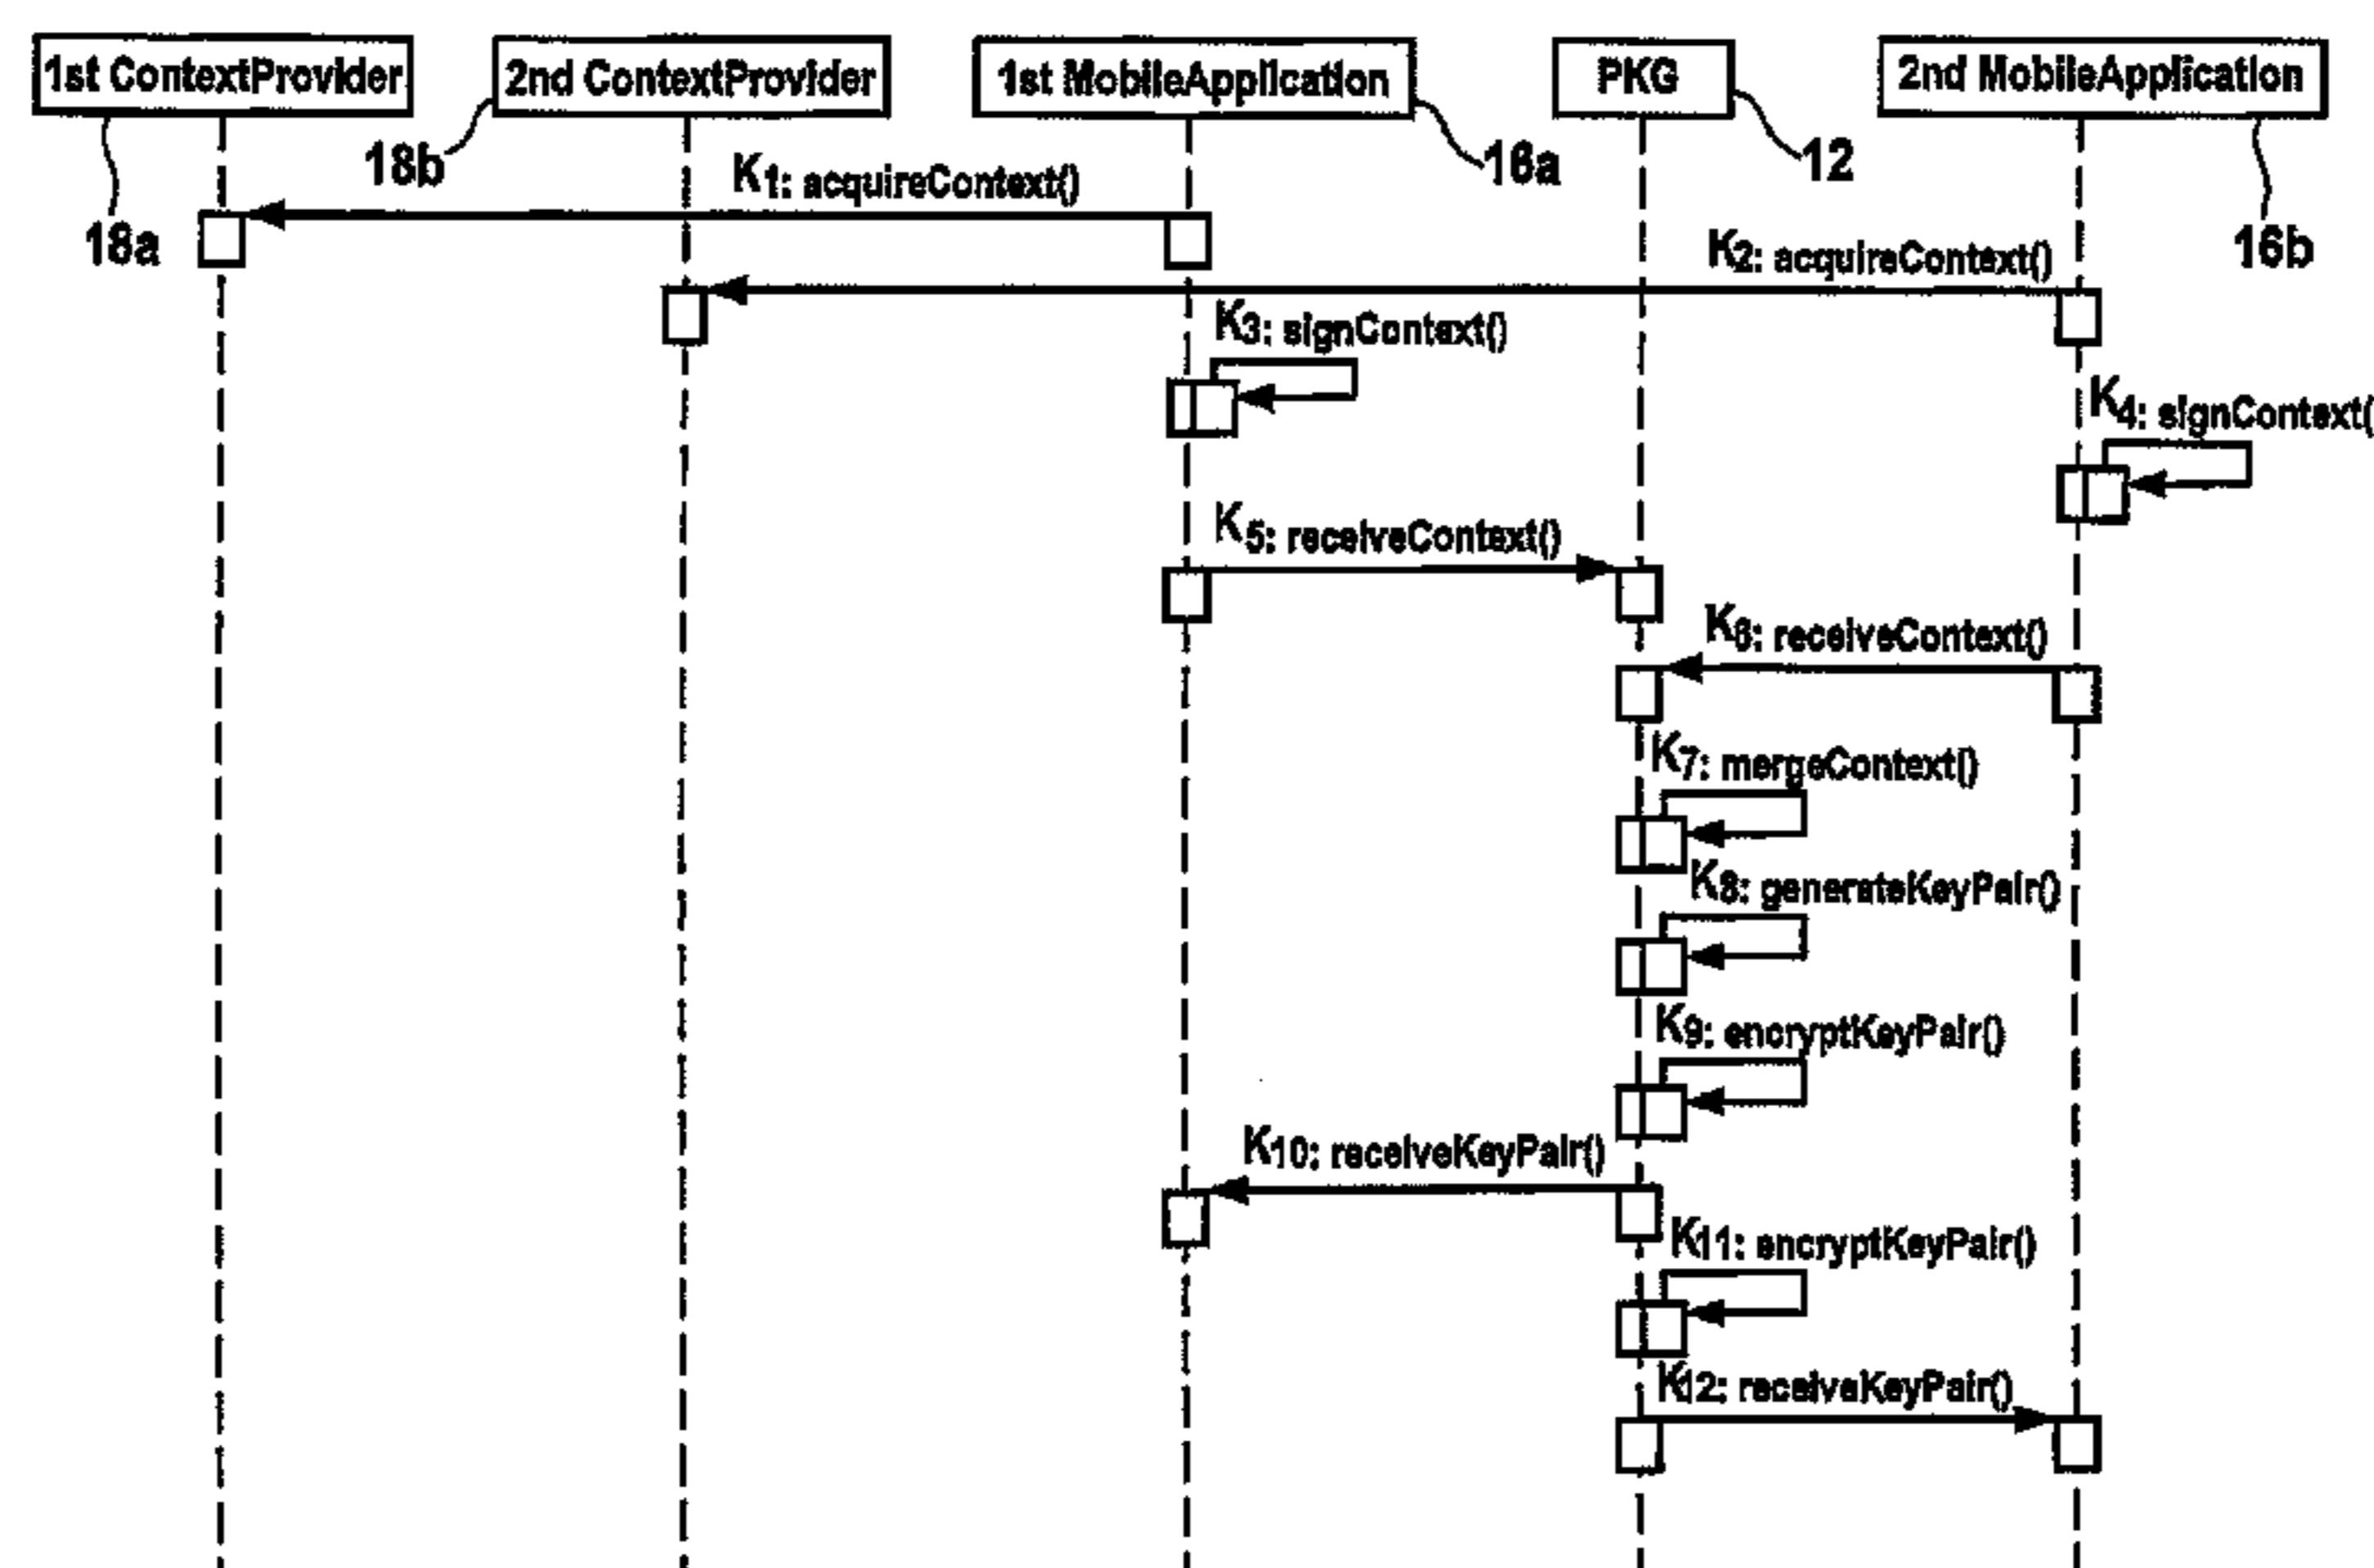 1st ContextProvider
2nd ContextProvider
1st MobileApplication
PKG
2nd MobileApplication
18a
18b
16a
12
16b
K1: acquireContext()
K2: acquireContext()
K3: signContext()
K4: signContext(
K5: receiveContext()
K6: receiveContext()
K7: mergeContext()
K8: generateKeyPair()
K9: encryptKeyPair()
K10: receiveKeyPair()
K11: encryptKeyPair()
K12: receiveKeyPair()